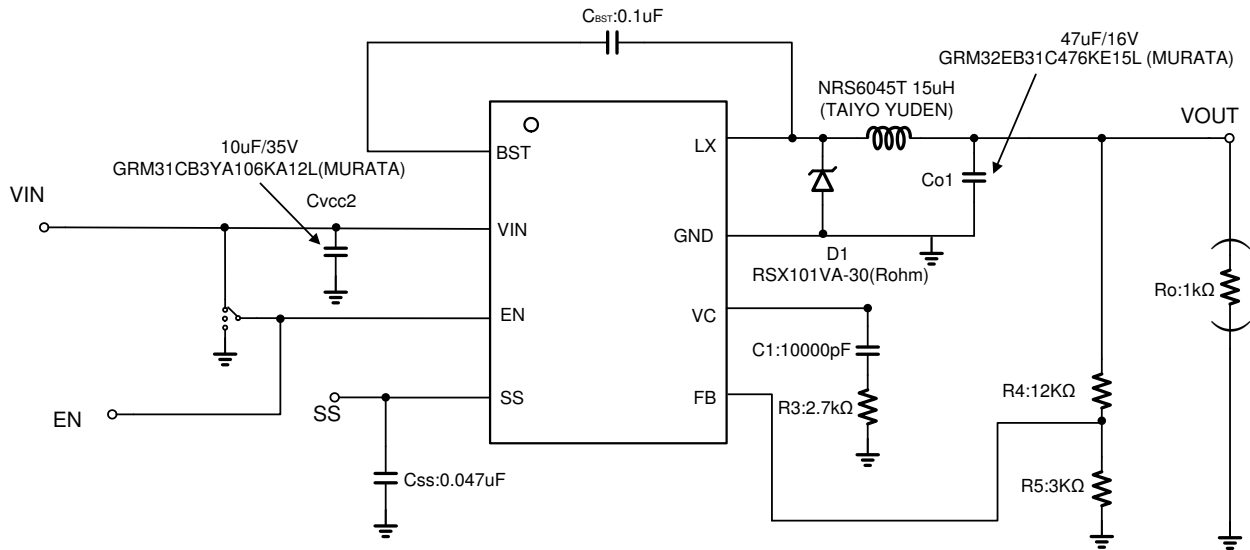 CBST:0.1uF
47uF/16V
GRM32EB31C476KE15L (MURATA)
NRS6045T 15uH
(TAIYO YUDEN)
VOUT
10uF/35V
GRM31CB3YA106KA12L(MURATA)
BST
LX
VIN
Cvcc2
Co1
VIN
GND
D1
RSX101VA-30(Rohm)
Ro:1kΩ
EN
VC
C1:10000pF
R3:2.7kΩ
SS
SS
FB
R4:12KΩ
EN
Css:0.047uF
R5:3KΩ